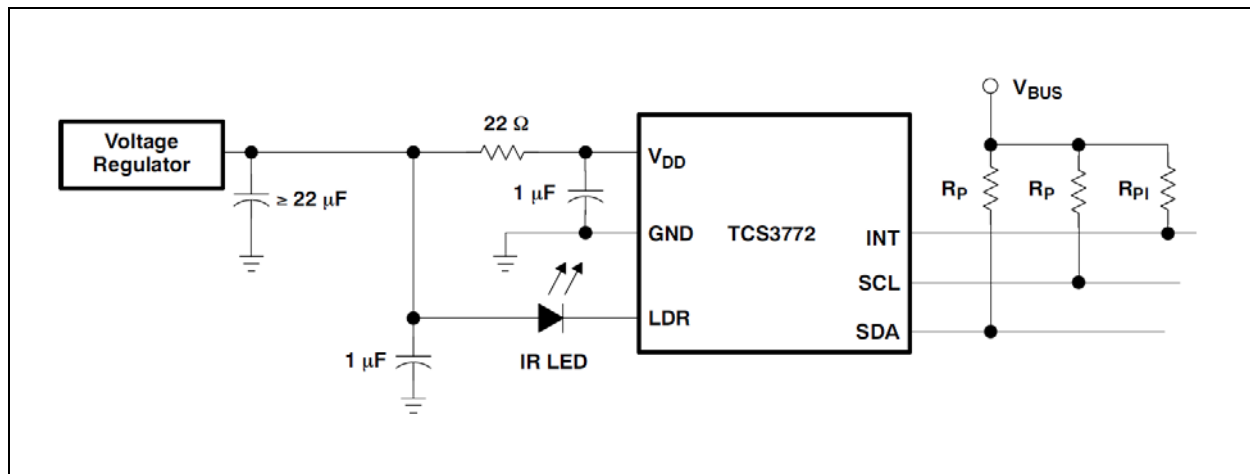 V_BUS
Voltage
Regulator
22 Ω
≥ 22 μF
1 μF
V_DD
GND
LDR
TCS3772
INT
SCL
SDA
R_P
R_P
R_PI
1 μF
IR LED